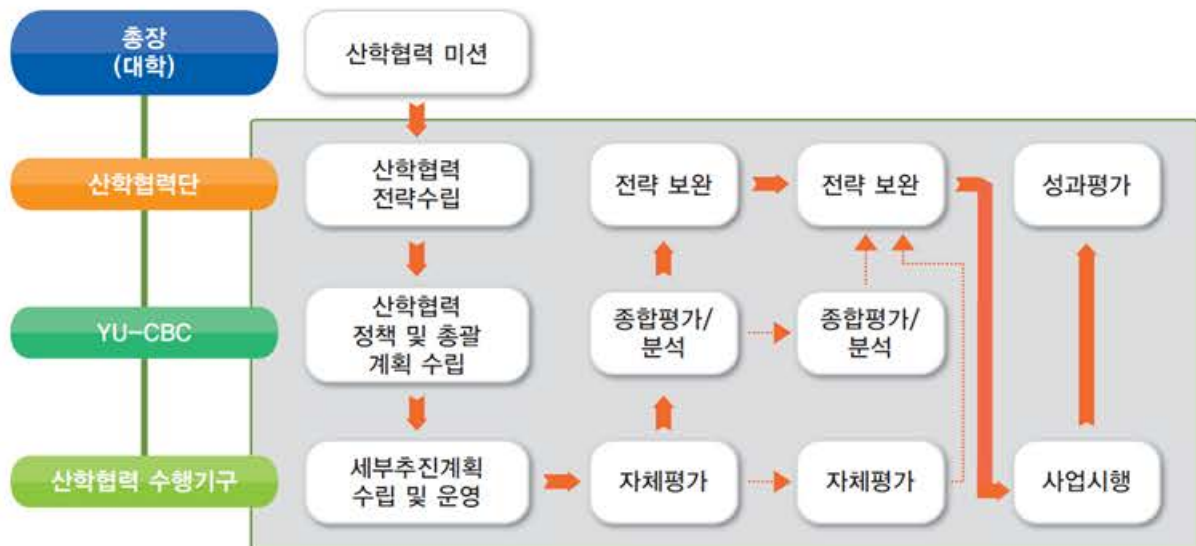 총장
(대학)
산학협력 미션
산학협력단
산학협력
전략수립
전략 보완
전략 보완
성과평가
YU-CBC
산학협력
정책 및 총괄
계획 수립
종합평가/
분석
종합평가/
분석
산학협력 수행기구
세부추진계획
수립 및 운영
자체평가
자체평가
사업시행